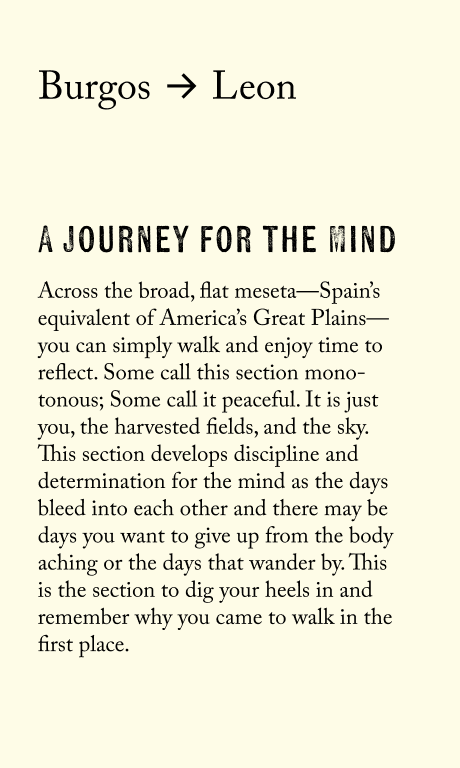 Burgos → Leon
A JOURNEY FOR THE MIND
Across the broad, flat meseta—Spain’s
equivalent of America’s Great Plains—
you can simply walk and enjoy time to
reflect. Some call this section mono-
tonous; Some call it peaceful. It is just
you, the harvested fields, and the sky.
This section develops discipline and
determination for the mind as the days
bleed into each other and there may be
days you want to give up from the body
aching or the days that wander by. This
is the section to dig your heels in and
remember why you came to walk in the
first place.